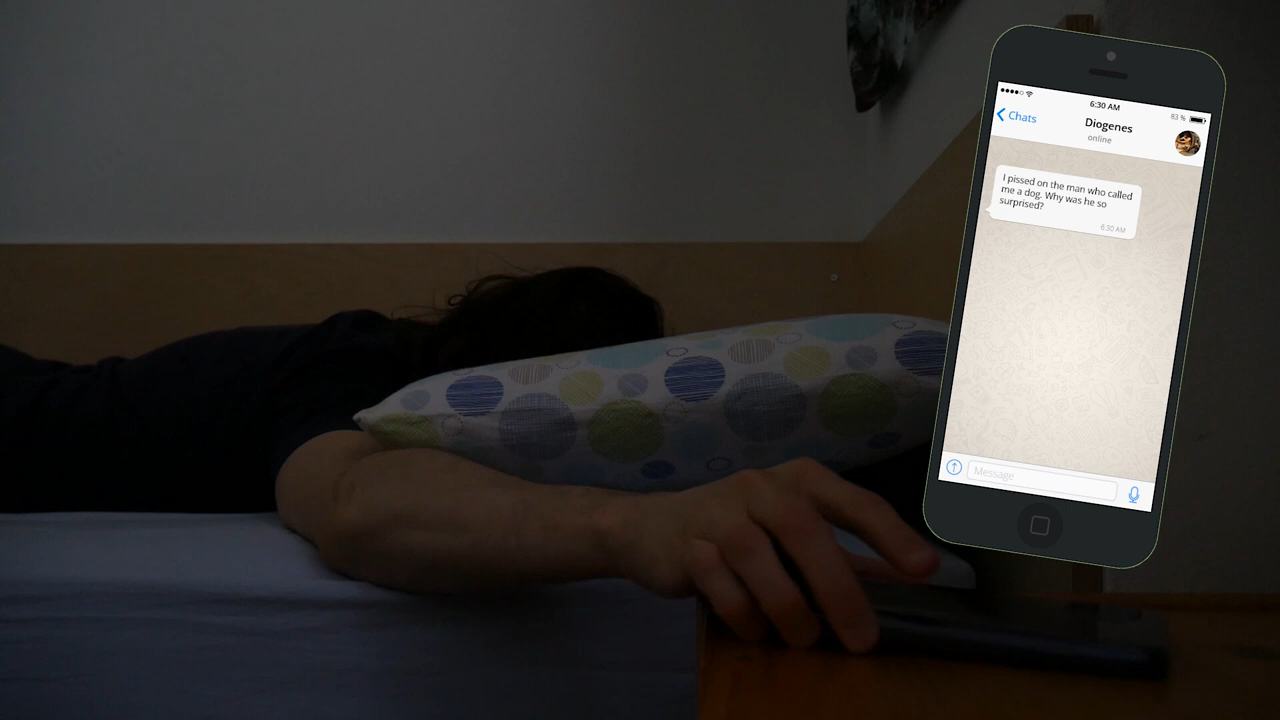 6:30 AM
83 %
Chats
Diogenes
online
I pissed on the man who called
me a dog. Why was he so
surprised?
6:30 AM
Message